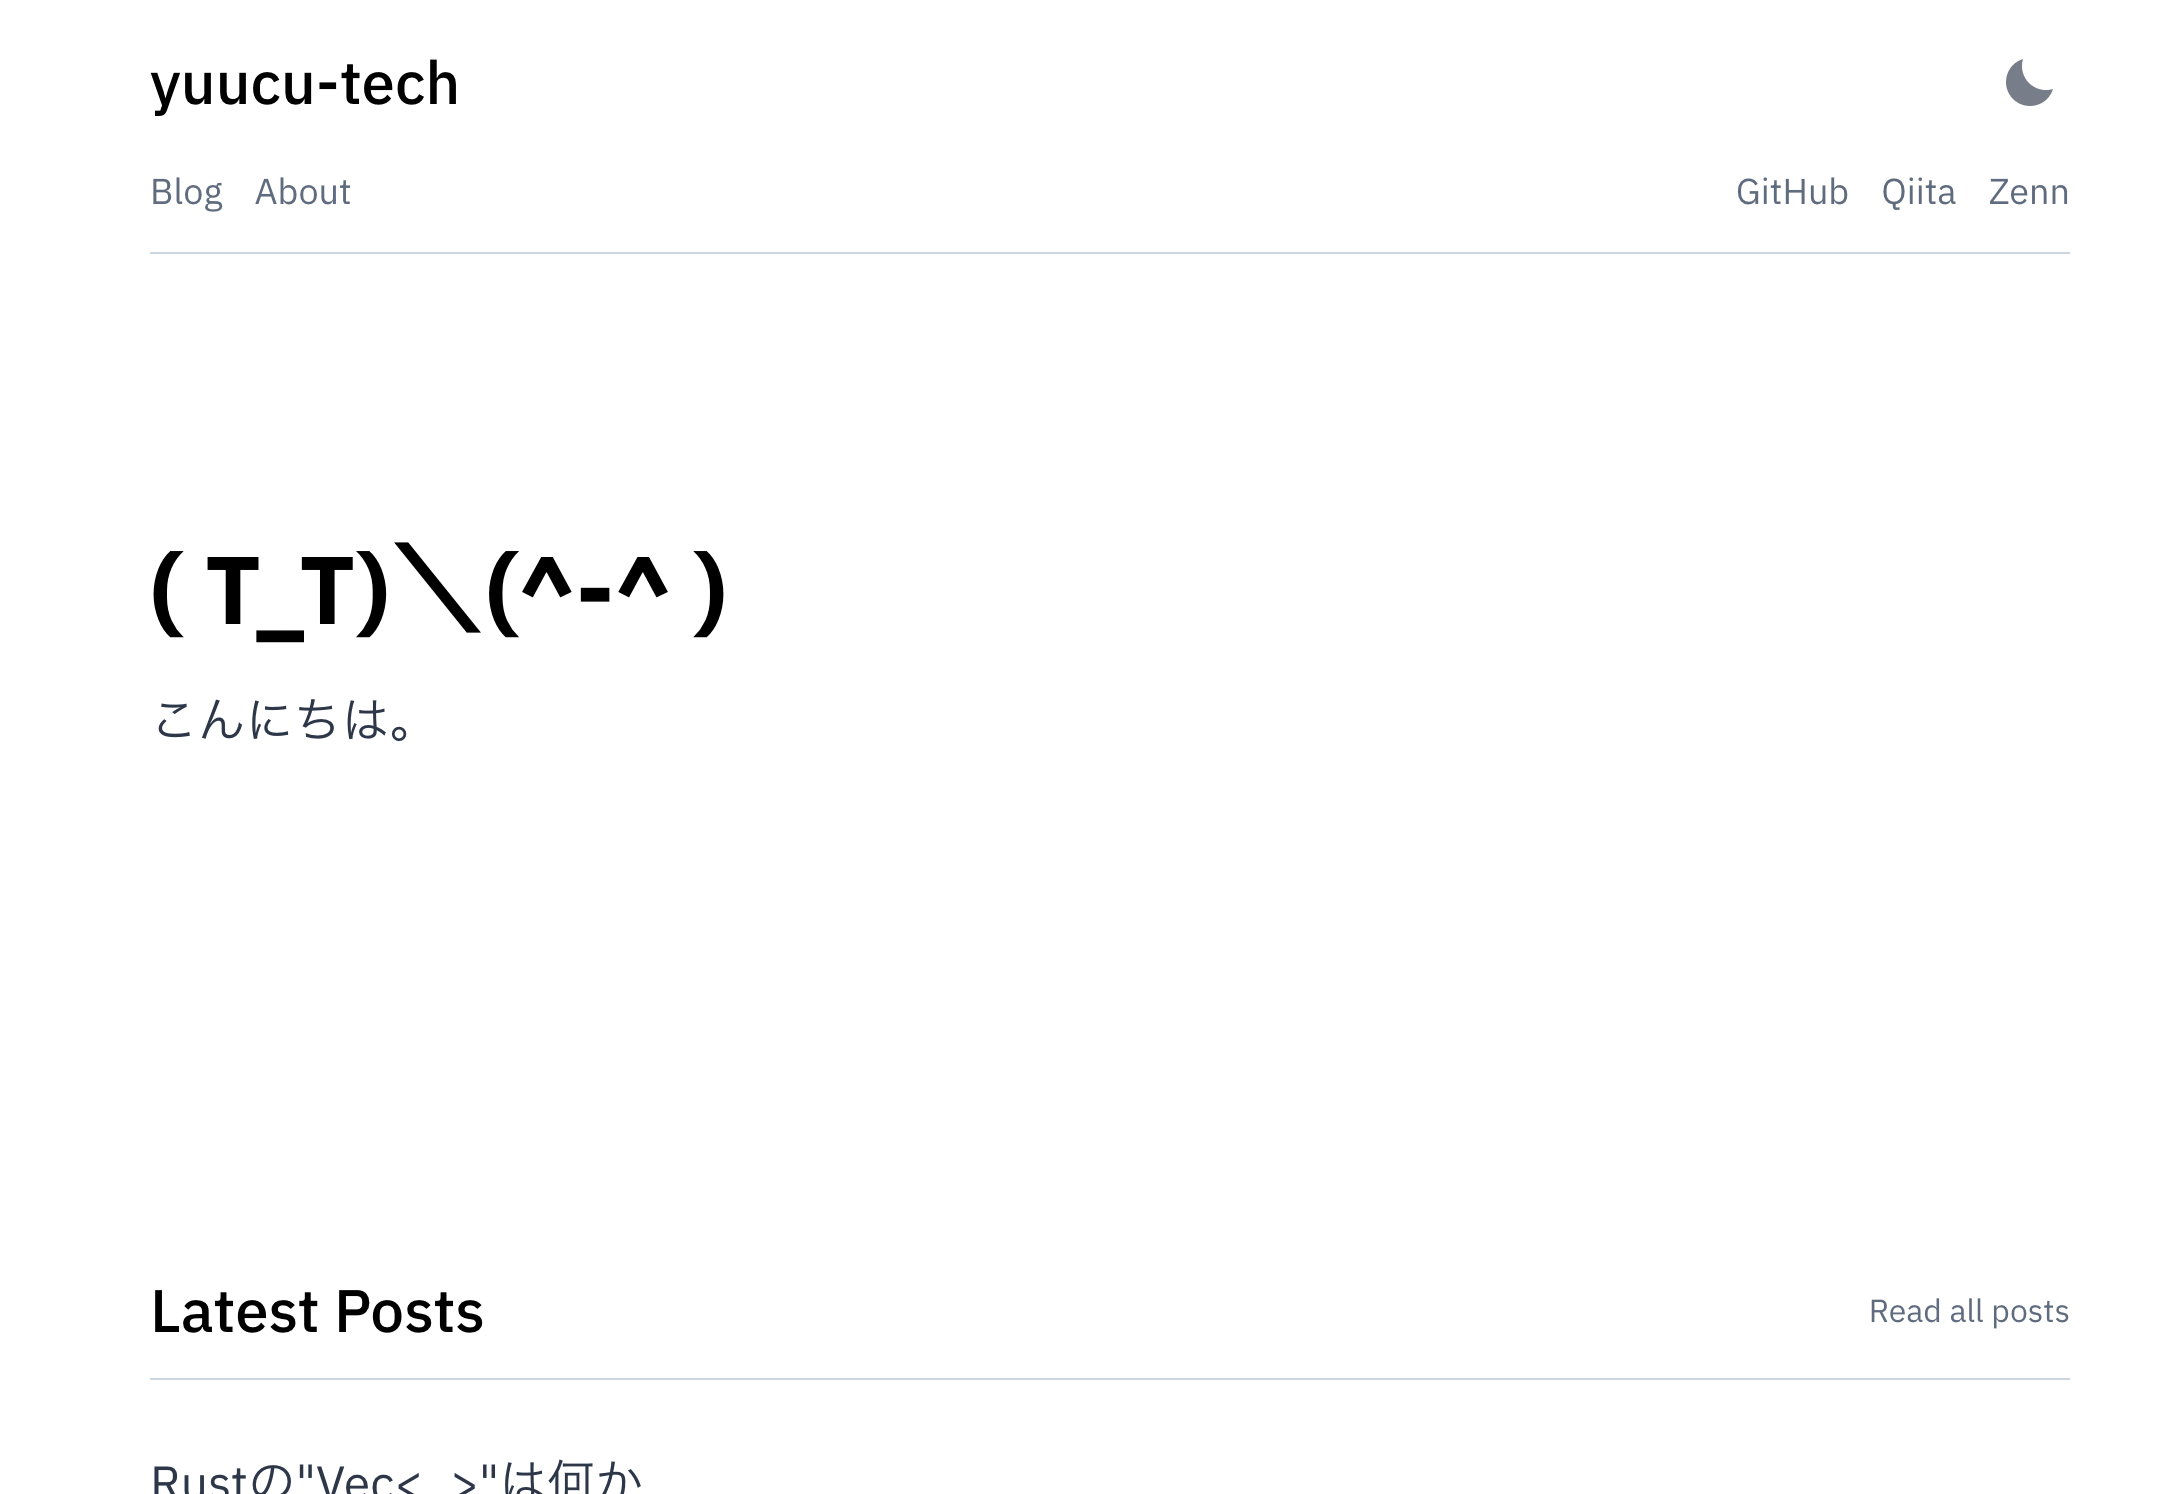 yuucu-tech
Blog About GitHub Qiita Zenn
( T_T)＼(^-^ )
こんにちは。
Latest Posts Read all posts
Rustの"Vec<_>"は何か